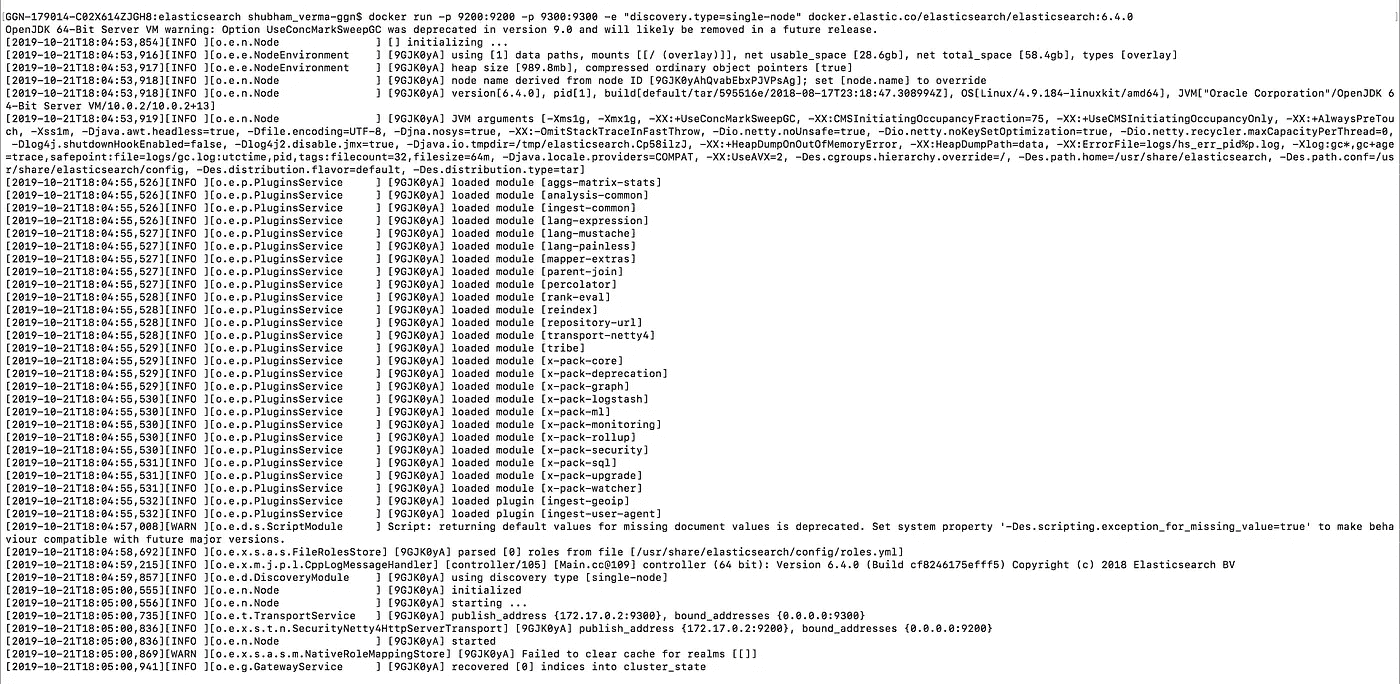 GGN-179014-C02X614ZJGH8:elasticsearch shubham_verma-ggn$ docker run -p 9200:9200 -p 9300:9300 -e "discovery.type=single-node" docker.elastic.co/elasticsearch/elasticsearch:6.4.0
OpenJDK 64-Bit Server VM warning: Option UseConcMarkSweepGC was deprecated in version 9.0 and will likely be removed in a future release.
[2019-10-21T18:04:53,854][INFO ][o.e.n.Node               ] [] initializing ...
[2019-10-21T18:04:53,916][INFO ][o.e.e.NodeEnvironment    ] [9GJK0yA] using [1] data paths, mounts [[/ (overlay)]], net usable_space [28.6gb], net total_space [58.4gb], types [overlay]
[2019-10-21T18:04:53,917][INFO ][o.e.e.NodeEnvironment    ] [9GJK0yA] heap size [989.8mb], compressed ordinary object pointers [true]
[2019-10-21T18:04:53,918][INFO ][o.e.n.Node               ] [9GJK0yA] node name derived from node ID [9GJK0yAhQvabEbxPJVPsAg]; set [node.name] to override
[2019-10-21T18:04:53,918][INFO ][o.e.n.Node               ] [9GJK0yA] version[6.4.0], pid[1], build[default/tar/595516e/2018-08-17T23:18:47.308994Z], OS[Linux/4.9.184-linuxkit/amd64], JVM["Oracle Corporation"/OpenJDK 6
4-Bit Server VM/10.0.2/10.0.2+13]
[2019-10-21T18:04:53,919][INFO ][o.e.n.Node               ] [9GJK0yA] JVM arguments [-Xms1g, -Xmx1g, -XX:+UseConcMarkSweepGC, -XX:CMSInitiatingOccupancyFraction=75, -XX:+UseCMSInitiatingOccupancyOnly, -XX:+AlwaysPreTou
ch, -Xss1m, -Djava.awt.headless=true, -Dfile.encoding=UTF-8, -Djna.nosys=true, -XX:-OmitStackTraceInFastThrow, -Dio.netty.noUnsafe=true, -Dio.netty.noKeySetOptimization=true, -Dio.netty.recycler.maxCapacityPerThread=0,
 -Dlog4j.shutdownHookEnabled=false, -Dlog4j2.disable.jmx=true, -Djava.io.tmpdir=/tmp/elasticsearch.Cp58ilzJ, -XX:+HeapDumpOnOutOfMemoryError, -XX:HeapDumpPath=data, -XX:ErrorFile=logs/hs_err_pid%p.log, -Xlog:gc*,gc+age
=trace,safepoint:file=logs/gc.log:utctime,pid,tags:filecount=32,filesize=64m, -Djava.locale.providers=COMPAT, -XX:UseAVX=2, -Des.cgroups.hierarchy.override=/, -Des.path.home=/usr/share/elasticsearch, -Des.path.conf=/us
r/share/elasticsearch/config, -Des.distribution.flavor=default, -Des.distribution.type=tar]
[2019-10-21T18:04:55,526][INFO ][o.e.p.PluginsService     ] [9GJK0yA] loaded module [aggs-matrix-stats]
[2019-10-21T18:04:55,526][INFO ][o.e.p.PluginsService     ] [9GJK0yA] loaded module [analysis-common]
[2019-10-21T18:04:55,526][INFO ][o.e.p.PluginsService     ] [9GJK0yA] loaded module [ingest-common]
[2019-10-21T18:04:55,526][INFO ][o.e.p.PluginsService     ] [9GJK0yA] loaded module [lang-expression]
[2019-10-21T18:04:55,527][INFO ][o.e.p.PluginsService     ] [9GJK0yA] loaded module [lang-mustache]
[2019-10-21T18:04:55,527][INFO ][o.e.p.PluginsService     ] [9GJK0yA] loaded module [lang-painless]
[2019-10-21T18:04:55,527][INFO ][o.e.p.PluginsService     ] [9GJK0yA] loaded module [mapper-extras]
[2019-10-21T18:04:55,527][INFO ][o.e.p.PluginsService     ] [9GJK0yA] loaded module [parent-join]
[2019-10-21T18:04:55,527][INFO ][o.e.p.PluginsService     ] [9GJK0yA] loaded module [percolator]
[2019-10-21T18:04:55,528][INFO ][o.e.p.PluginsService     ] [9GJK0yA] loaded module [rank-eval]
[2019-10-21T18:04:55,528][INFO ][o.e.p.PluginsService     ] [9GJK0yA] loaded module [reindex]
[2019-10-21T18:04:55,528][INFO ][o.e.p.PluginsService     ] [9GJK0yA] loaded module [repository-url]
[2019-10-21T18:04:55,528][INFO ][o.e.p.PluginsService     ] [9GJK0yA] loaded module [transport-netty4]
[2019-10-21T18:04:55,529][INFO ][o.e.p.PluginsService     ] [9GJK0yA] loaded module [tribe]
[2019-10-21T18:04:55,529][INFO ][o.e.p.PluginsService     ] [9GJK0yA] loaded module [x-pack-core]
[2019-10-21T18:04:55,529][INFO ][o.e.p.PluginsService     ] [9GJK0yA] loaded module [x-pack-deprecation]
[2019-10-21T18:04:55,529][INFO ][o.e.p.PluginsService     ] [9GJK0yA] loaded module [x-pack-graph]
[2019-10-21T18:04:55,530][INFO ][o.e.p.PluginsService     ] [9GJK0yA] loaded module [x-pack-logstash]
[2019-10-21T18:04:55,530][INFO ][o.e.p.PluginsService     ] [9GJK0yA] loaded module [x-pack-ml]
[2019-10-21T18:04:55,530][INFO ][o.e.p.PluginsService     ] [9GJK0yA] loaded module [x-pack-monitoring]
[2019-10-21T18:04:55,530][INFO ][o.e.p.PluginsService     ] [9GJK0yA] loaded module [x-pack-rollup]
[2019-10-21T18:04:55,530][INFO ][o.e.p.PluginsService     ] [9GJK0yA] loaded module [x-pack-security]
[2019-10-21T18:04:55,531][INFO ][o.e.p.PluginsService     ] [9GJK0yA] loaded module [x-pack-sql]
[2019-10-21T18:04:55,531][INFO ][o.e.p.PluginsService     ] [9GJK0yA] loaded module [x-pack-upgrade]
[2019-10-21T18:04:55,531][INFO ][o.e.p.PluginsService     ] [9GJK0yA] loaded module [x-pack-watcher]
[2019-10-21T18:04:55,532][INFO ][o.e.p.PluginsService     ] [9GJK0yA] loaded plugin [ingest-geoip]
[2019-10-21T18:04:55,532][INFO ][o.e.p.PluginsService     ] [9GJK0yA] loaded plugin [ingest-user-agent]
[2019-10-21T18:04:57,008][WARN ][o.e.d.s.ScriptModule     ] Script: returning default values for missing document values is deprecated. Set system property '-Des.scripting.exception_for_missing_value=true' to make beha
viour compatible with future major versions.
[2019-10-21T18:04:58,692][INFO ][o.e.x.s.a.s.FileRolesStore] [9GJK0yA] parsed [0] roles from file [/usr/share/elasticsearch/config/roles.yml]
[2019-10-21T18:04:59,215][INFO ][o.e.x.m.j.p.l.CppLogMessageHandler] [controller/105] [Main.cc@109] controller (64 bit): Version 6.4.0 (Build cf8246175efff5) Copyright (c) 2018 Elasticsearch BV
[2019-10-21T18:04:59,857][INFO ][o.e.d.DiscoveryModule    ] [9GJK0yA] using discovery type [single-node]
[2019-10-21T18:05:00,555][INFO ][o.e.n.Node               ] [9GJK0yA] initialized
[2019-10-21T18:05:00,556][INFO ][o.e.n.Node               ] [9GJK0yA] starting ...
[2019-10-21T18:05:00,735][INFO ][o.e.t.TransportService   ] [9GJK0yA] publish_address {172.17.0.2:9300}, bound_addresses {0.0.0.0:9300}
[2019-10-21T18:05:00,836][INFO ][o.e.x.s.t.n.SecurityNetty4HttpServerTransport] [9GJK0yA] publish_address {172.17.0.2:9200}, bound_addresses {0.0.0.0:9200}
[2019-10-21T18:05:00,836][INFO ][o.e.n.Node               ] [9GJK0yA] started
[2019-10-21T18:05:00,869][WARN ][o.e.x.s.a.s.m.NativeRoleMappingStore] [9GJK0yA] Failed to clear cache for realms [[]]
[2019-10-21T18:05:00,941][INFO ][o.e.g.GatewayService     ] [9GJK0yA] recovered [0] indices into cluster_state